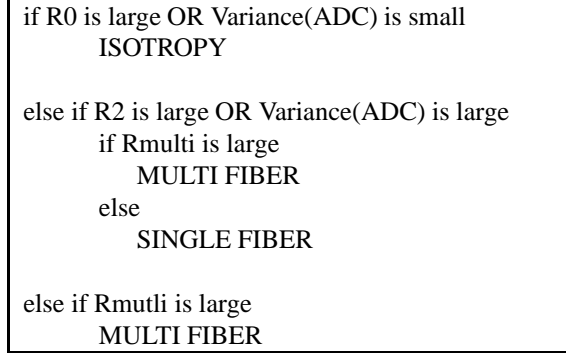 if R0 is large OR Variance(ADC) is small
ISOTROPY
else if R2 is large OR Variance(ADC) is large
if Rmulti is large
MULTI FIBER
else
SINGLE FIBER
else if Rmutli is large
MULTI FIBER